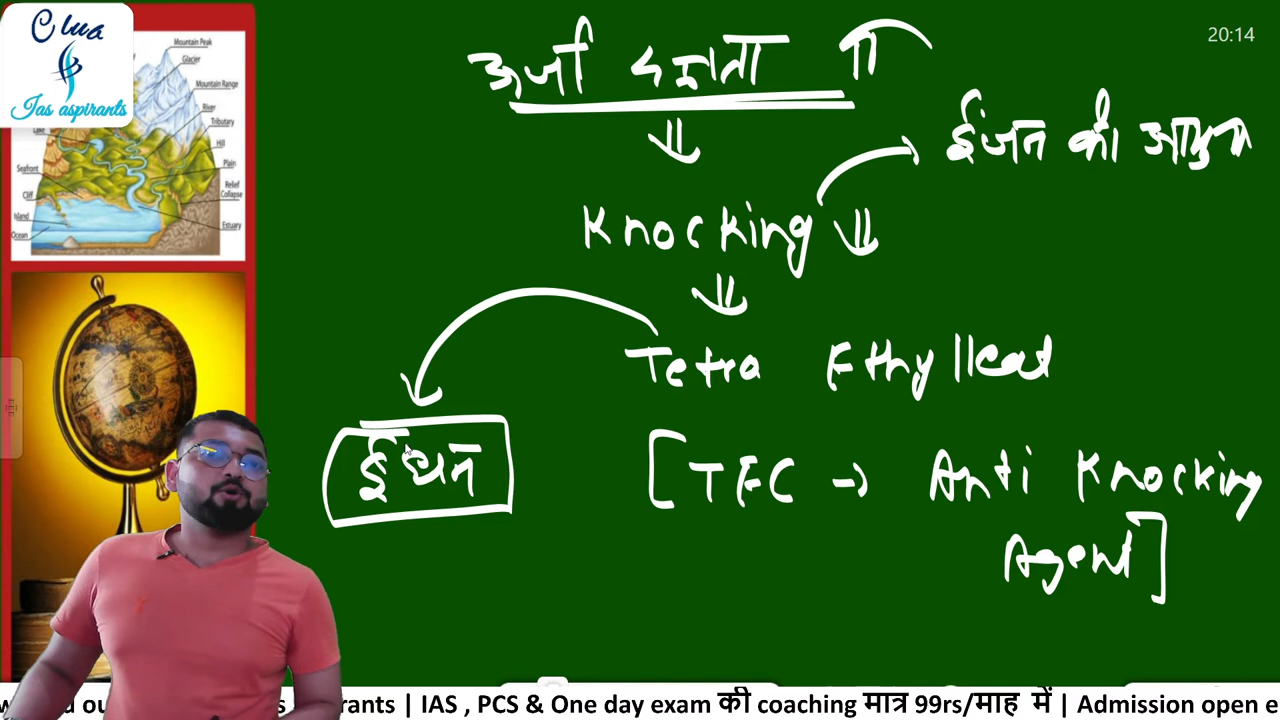 Clua
Ias aspirants
Mountain Peak
Glacier
Mountain Range
River
Tributary
Lake
Hill
Plain
Seafront
Relief
Collapse
Cliff
Island
Estuary
Ocean
20:14
ऊर्जा
ईंजन की आयु
Knocking
Tetra Ethyl lead
ईंधन
[TEC → Anti Knocking
Agent]
aspirants | IAS , PCS & One day exam की coaching मात्र 99rs/माह में | Admission open